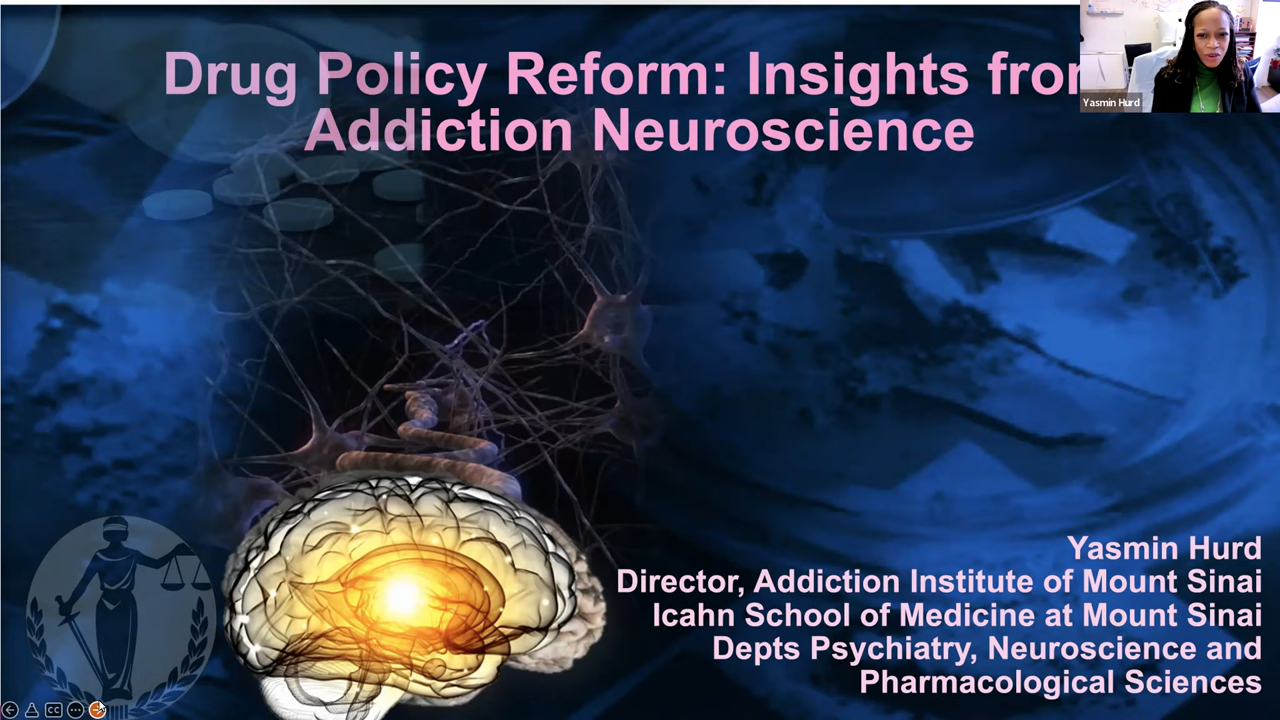 Drug Policy Reform: Insights from
Addiction Neuroscience
Yasmin Hurd
Yasmin Hurd
Director, Addiction Institute of Mount Sinai
Icahn School of Medicine at Mount Sinai
Depts Psychiatry, Neuroscience and
Pharmacological Sciences
CC